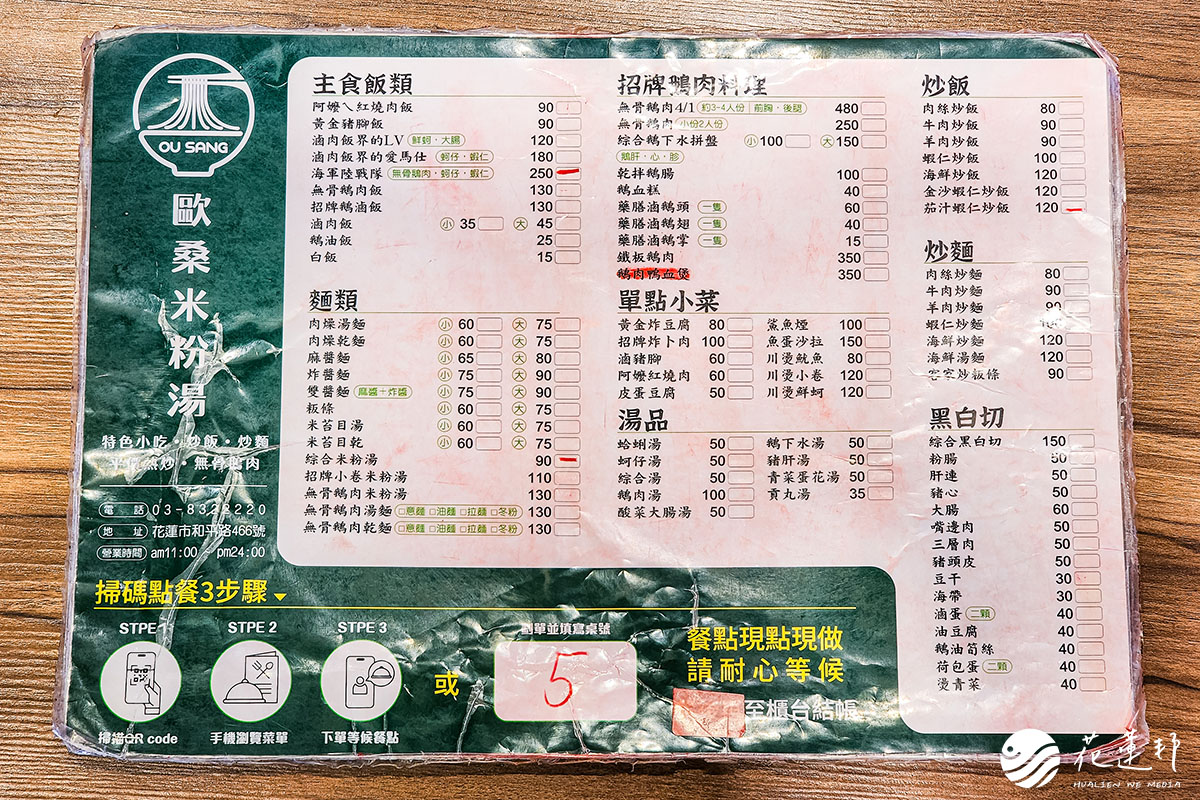 OU SANG
歐桑米粉湯
特色小吃・炒飯・炒麵
無骨鵝肉
電話 03-8322220
地址 花蓮市和平路466號
營業時間 am11:00 - pm24:00
主食飯類
阿嬤ㄟ紅燒肉飯 90
黃金豬腳飯 90
滷肉飯界的LV 鮮蚵・大腸 120
滷肉飯界的愛馬仕 蚵仔・蝦仁 180
海軍陸戰隊 無骨鵝肉・蚵仔・蝦仁 250
無骨鵝肉飯 130
招牌鵝滷飯 130
滷肉飯 小 35 大 45
鵝油飯 25
白飯 15
麵類
肉燥湯麵 小 60 大 75
肉燥乾麵 小 60 大 75
麻醬麵 小 65 大 80
炸醬麵 小 75 大 90
雙醬麵 麻醬+炸醬 小 75 大 90
粄條 小 60 大 75
米苔目湯 小 60 大 75
米苔目乾 小 60 大 75
綜合米粉湯 90
招牌小卷米粉湯 110
無骨鵝肉米粉湯 130
無骨鵝肉湯麵 □意麵 □油麵 □拉麵 □冬粉 130
無骨鵝肉乾麵 □意麵 □油麵 □拉麵 □冬粉 130
招牌鵝肉料理
無骨鵝肉4/1 約3-4人份 前胸・後腿 480
無骨鵝肉 小份2人份 250
綜合鵝下水拼盤 小 100 大 150
鵝肝・心・胗
乾拌鵝腸 100
鵝血糕 40
藥膳滷鵝頭 一隻 60
藥膳滷鵝翅 一隻 40
藥膳滷鵝掌 一隻 15
鐵板鵝肉 350
鵝肉鴨血煲 350
單點小菜
黃金炸豆腐 80 鯊魚煙 100
招牌炸卜肉 100 魚蛋沙拉 150
滷豬腳 60 川燙魷魚 80
阿嬤紅燒肉 60 川燙小卷 120
皮蛋豆腐 50 川燙鮮蚵 120
湯品
蛤蜊湯 50 鵝下水湯 50
蚵仔湯 50 豬肝湯 50
綜合湯 50 青菜蛋花湯 50
鵝肉湯 100 貢丸湯 35
酸菜大腸湯 50
炒飯
肉絲炒飯 80
牛肉炒飯 90
羊肉炒飯 90
蝦仁炒飯 100
海鮮炒飯 120
金沙蝦仁炒飯 120
茄汁蝦仁炒飯 120
炒麵
肉絲炒麵 80
牛肉炒麵 90
羊肉炒麵 90
蝦仁炒麵
海鮮炒麵 120
海鮮湯麵 120
客家炒粄條 90
黑白切
綜合黑白切 150
粉腸 50
肝連 50
豬心 50
大腸 60
嘴邊肉 50
三層肉 50
豬頭皮 50
豆干 30
海帶 30
滷蛋 二顆 40
油豆腐 40
鵝油筍絲 40
荷包蛋 二顆 40
燙青菜 40
掃碼點餐3步驟
STPE 1 STPE 2 STPE 3
掃描QR code 手機瀏覽菜單 下單等候餐點
或
劃單並填寫桌號
5
餐點現點現做
請耐心等候
至櫃台結帳
花蓮邦
HUALIEN WE MEDIA